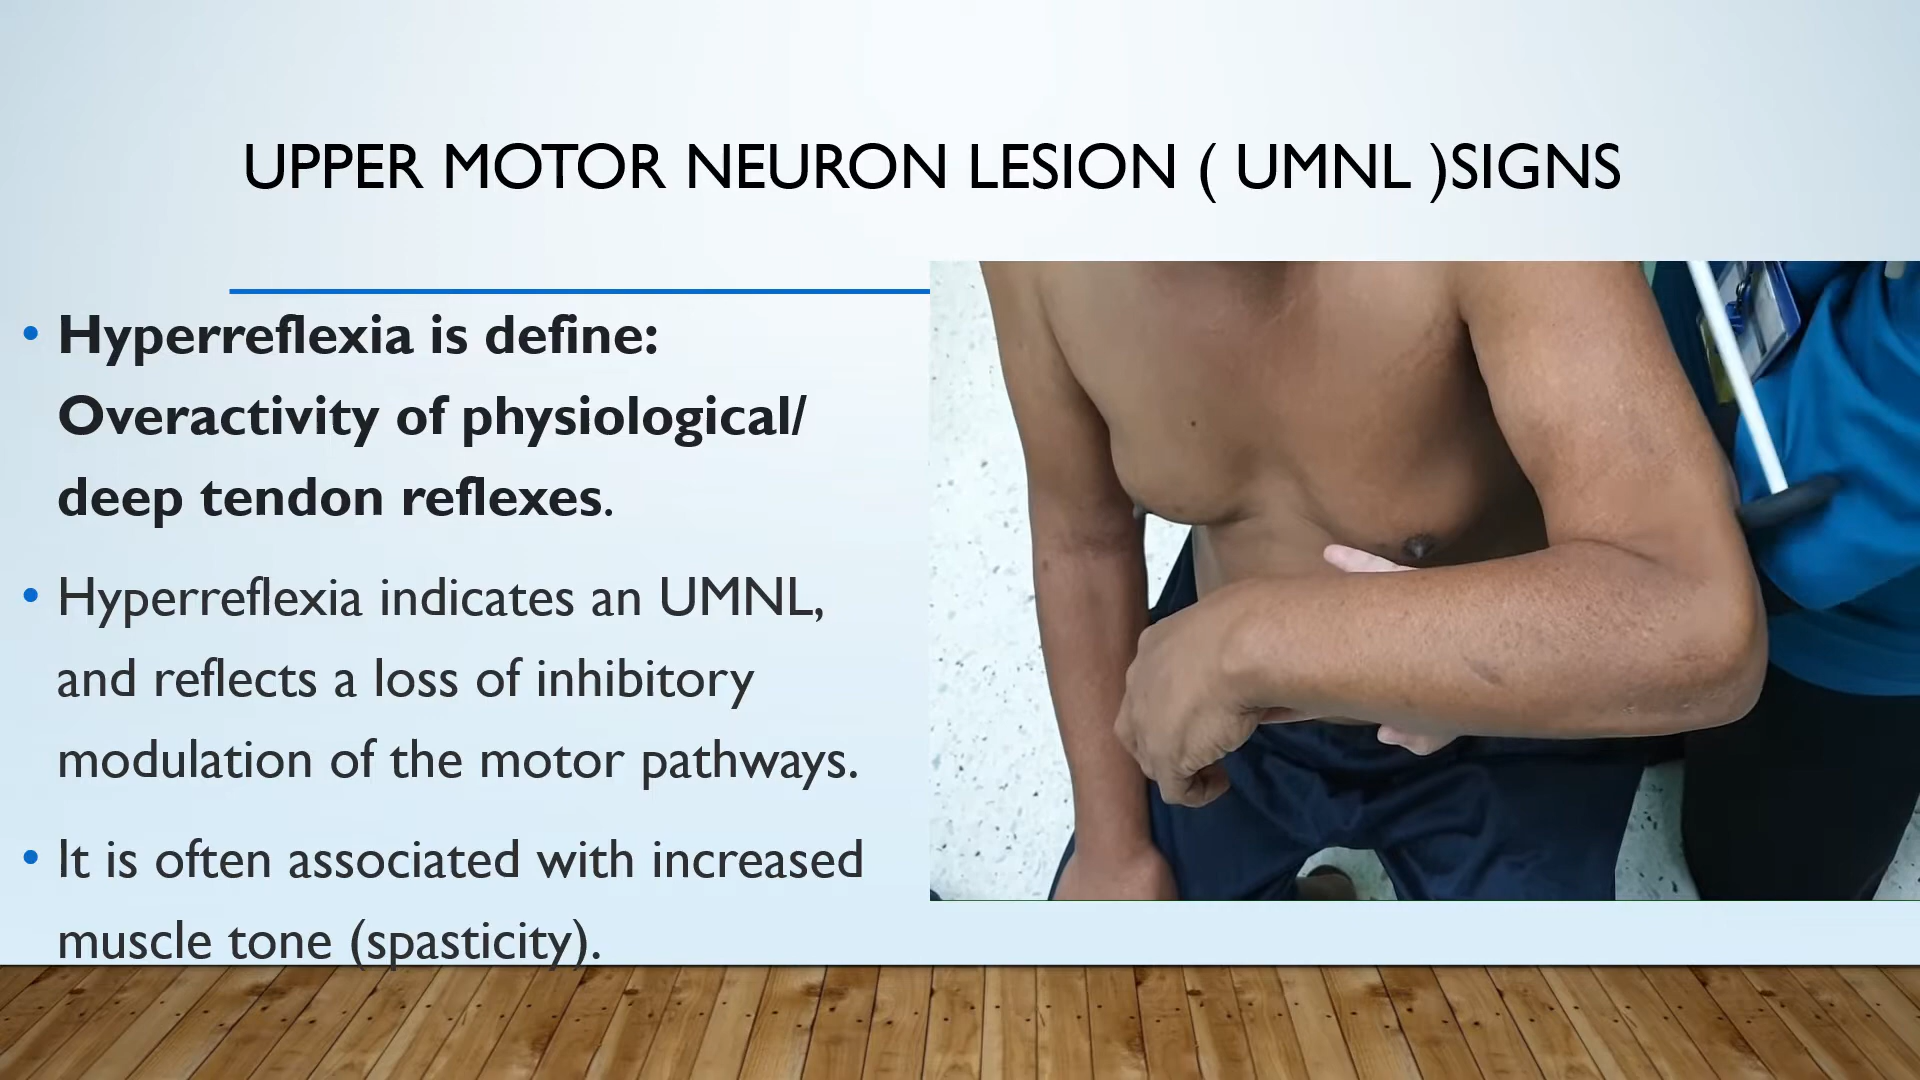 UPPER MOTOR NEURON LESION ( UMNL )SIGNS
• Hyperreflexia is define:
Overactivity of physiological/
deep tendon reflexes.
• Hyperreflexia indicates an UMNL,
and reflects a loss of inhibitory
modulation of the motor pathways.
• It is often associated with increased
muscle tone (spasticity).